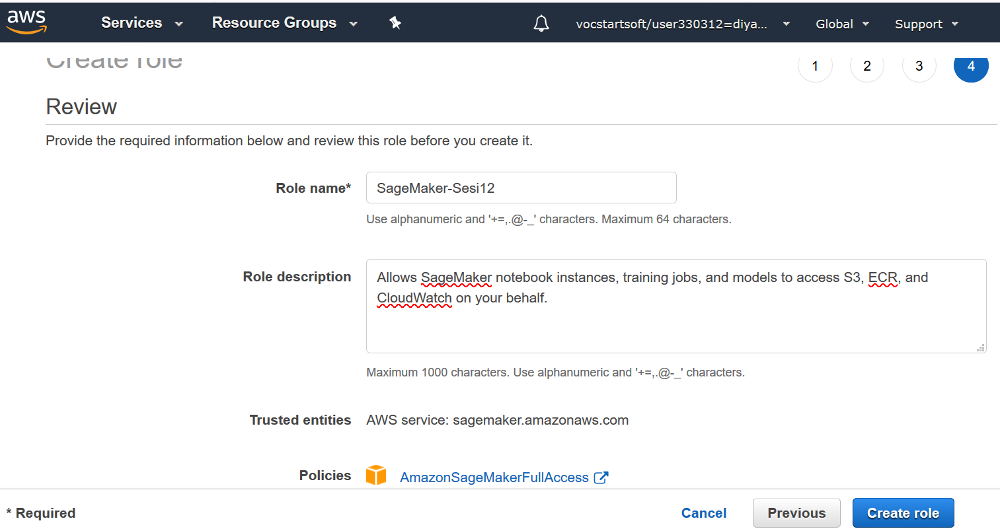 aws Services Resource Groups vocstartsoft/user330312=diya... Global Support
Create role 1 2 3 4
Review
Provide the required information below and review this role before you create it.
Role name* SageMaker-Sesi12
Use alphanumeric and '+=,.@-_' characters. Maximum 64 characters.
Role description Allows SageMaker notebook instances, training jobs, and models to access S3, ECR, and
CloudWatch on your behalf.
Maximum 1000 characters. Use alphanumeric and '+=,.@-_' characters.
Trusted entities AWS service: sagemaker.amazonaws.com
Policies AmazonSageMakerFullAccess
* Required Cancel Previous Create role